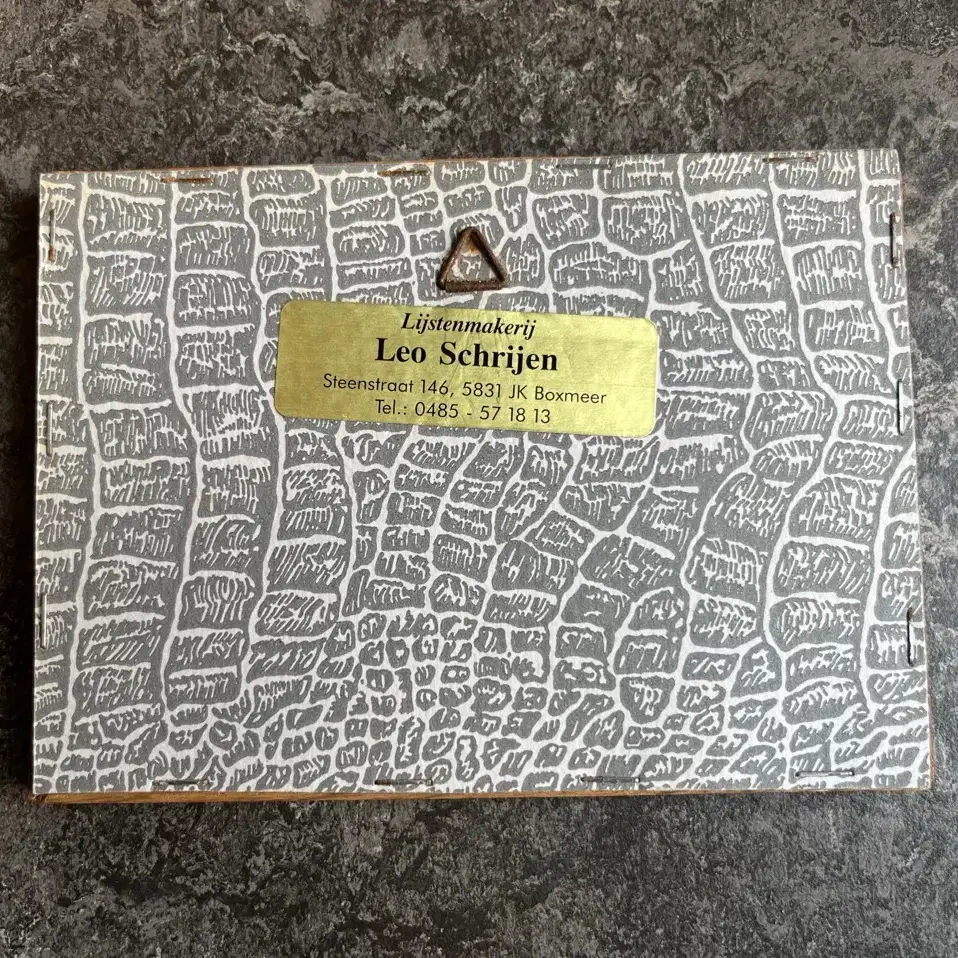 Lijstenmakerij
Leo Schrijen
Steenstraat 146, 5831 JK Boxmeer
Tel.: 0485 - 57 18 13